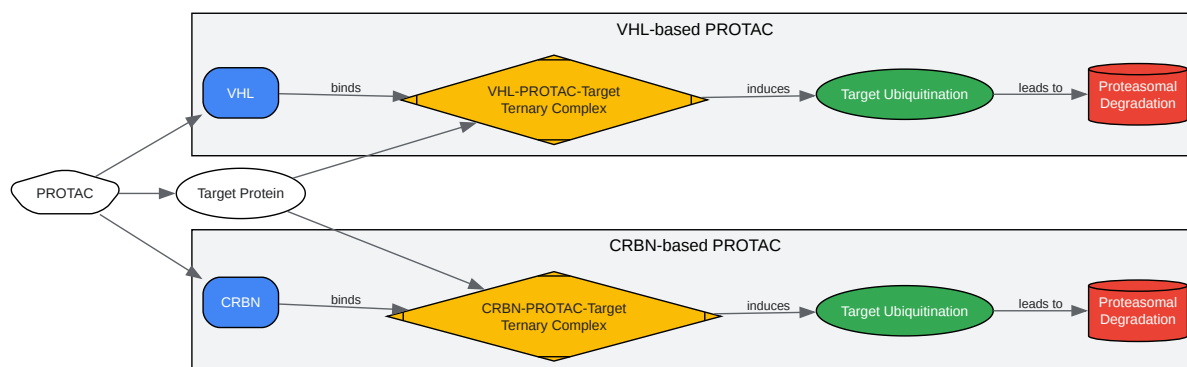 VHL-based PROTAC
VHL
binds
VHL-PROTAC-Target
Ternary Complex
induces
Target Ubiquitination
leads to
Proteasomal
Degradation
PROTAC
Target Protein
CRBN-based PROTAC
CRBN
binds
CRBN-PROTAC-Target
Ternary Complex
induces
Target Ubiquitination
leads to
Proteasomal
Degradation